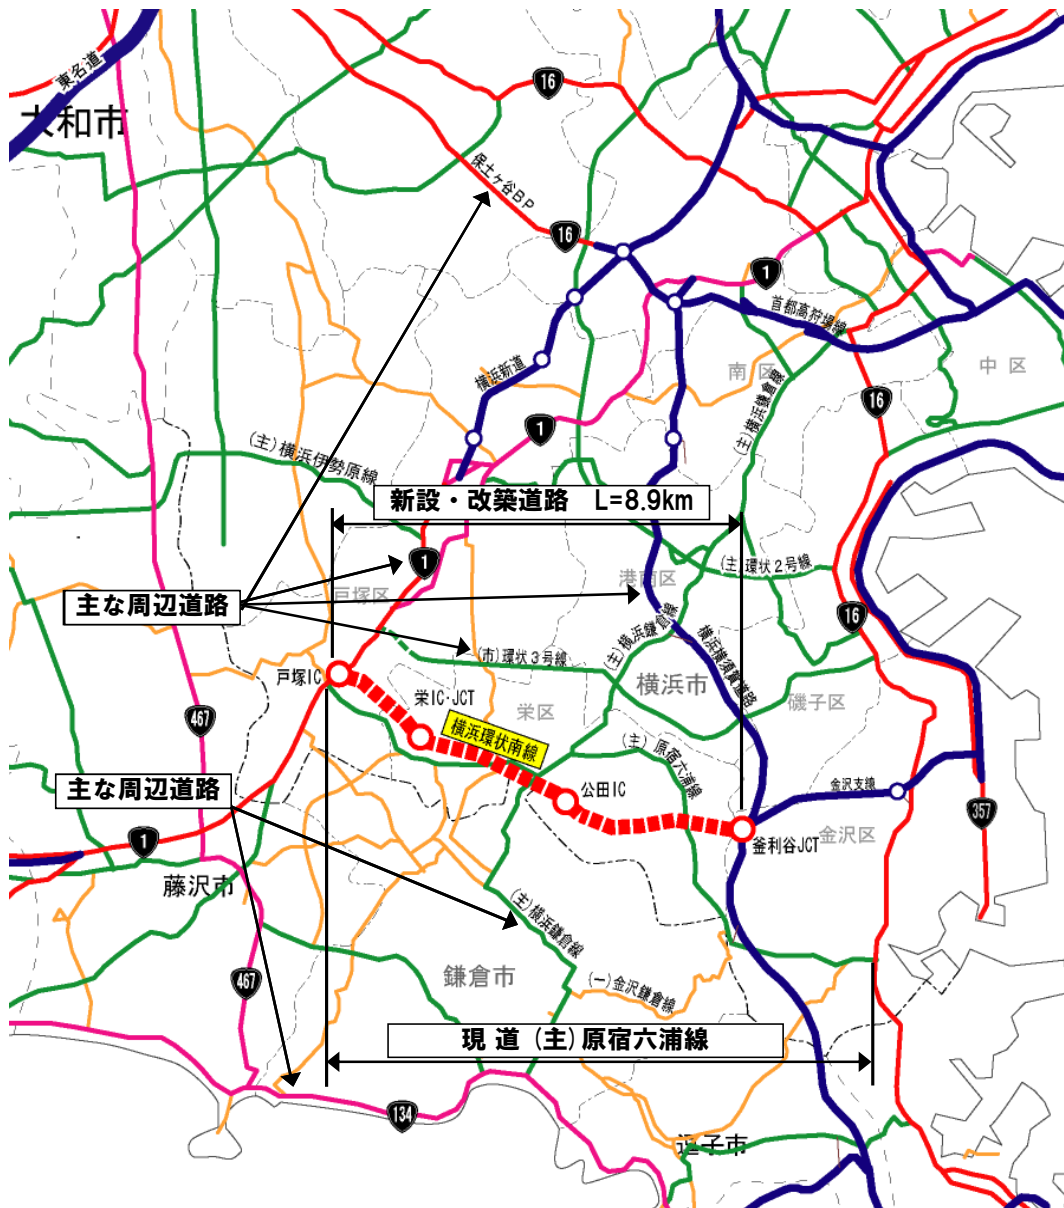 東名道
大和市
16
保土ヶ谷BP
16
1
首都高狩場線
南 区
中 区
横浜新道
(主)横浜鎌倉線
16
1
(主)横浜伊勢原線
新設・改築道路 L=8.9km
1
戸塚区
港南区
(主)環状2号線
主な周辺道路
16
(主)横浜鎌倉線
横浜横須賀道路
(市)環状3号線
戸塚IC
横浜市
栄IC・JCT
栄区
磯子区
467
横浜環状南線
(主)原宿六浦線
主な周辺道路
公田IC
金沢支線
357
1
釜利谷JCT
金沢区
藤沢市
(主)横浜鎌倉線
467
鎌倉市
(一)金沢鎌倉線
現 道 (主)原宿六浦線
134
逗子市